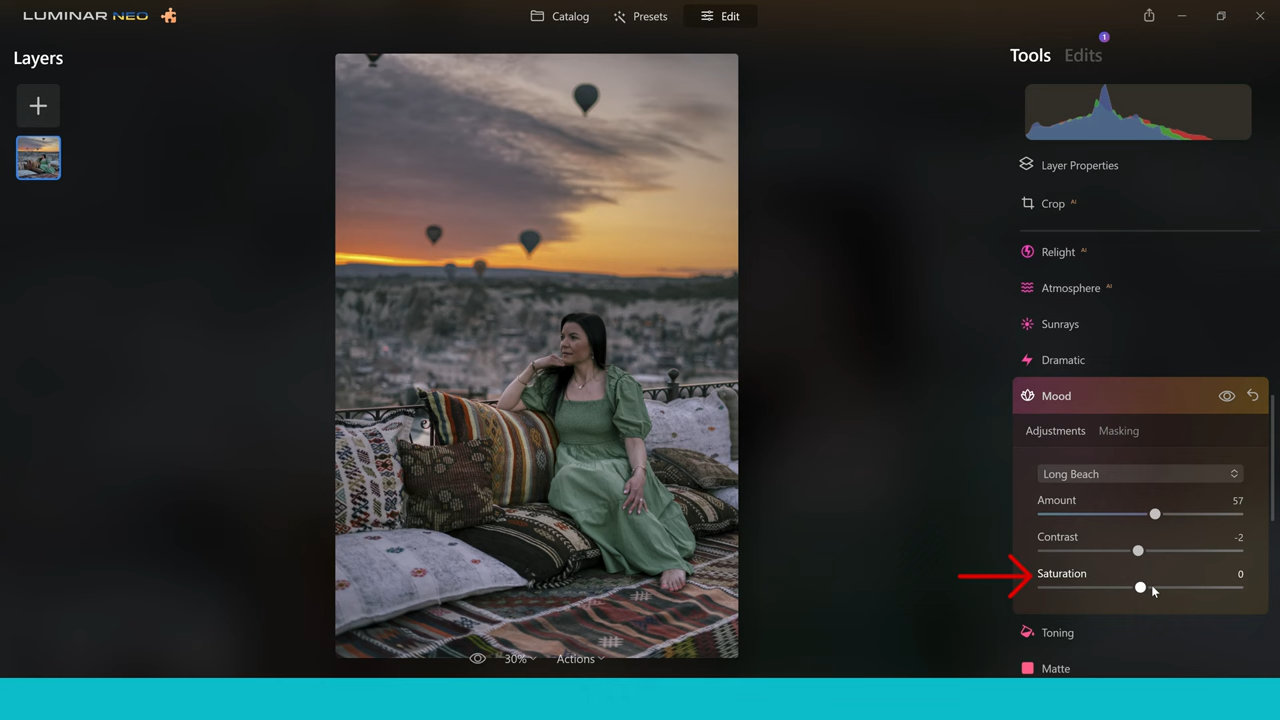 LUMINAR NEO
Catalog
Presets
Edit
Layers
Tools
Edits
1
Layer Properties
Crop AI
Relight AI
Atmosphere AI
Sunrays
Dramatic
Mood
Adjustments
Masking
Long Beach
Amount 57
Contrast -2
Saturation 0
Toning
Matte
30%
Actions